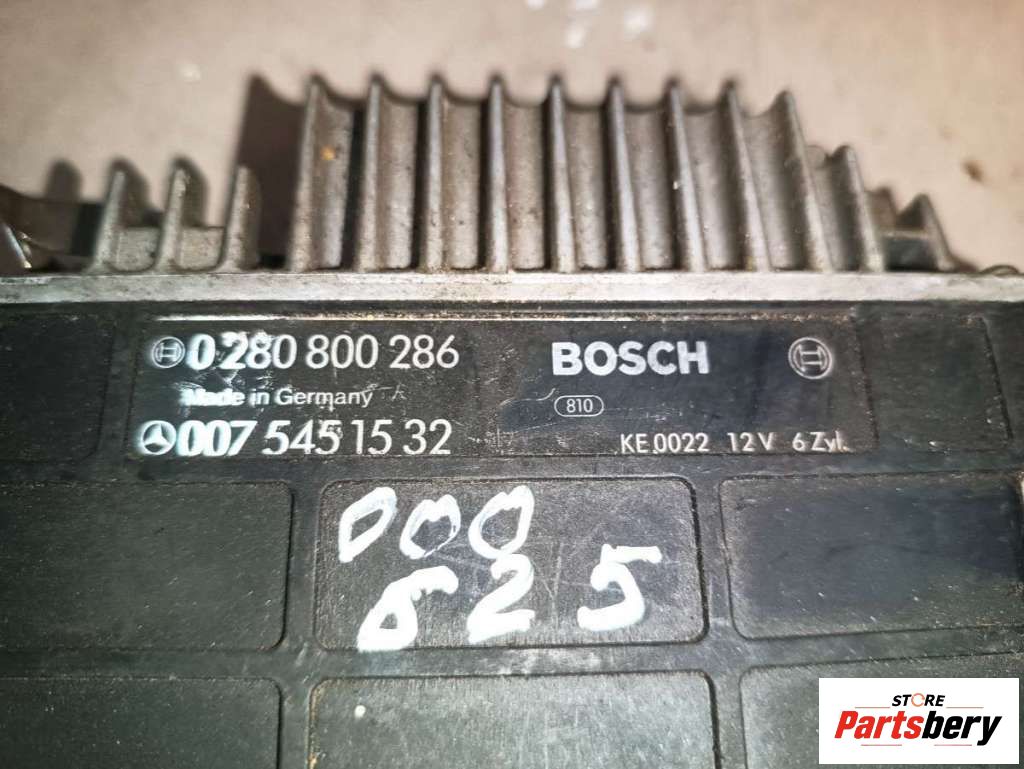 0 280 800 286
Made in Germany
007 545 15 32
BOSCH
810
KE 0022 12 V 6 Zyl.
000
625
STORE
Partsbery